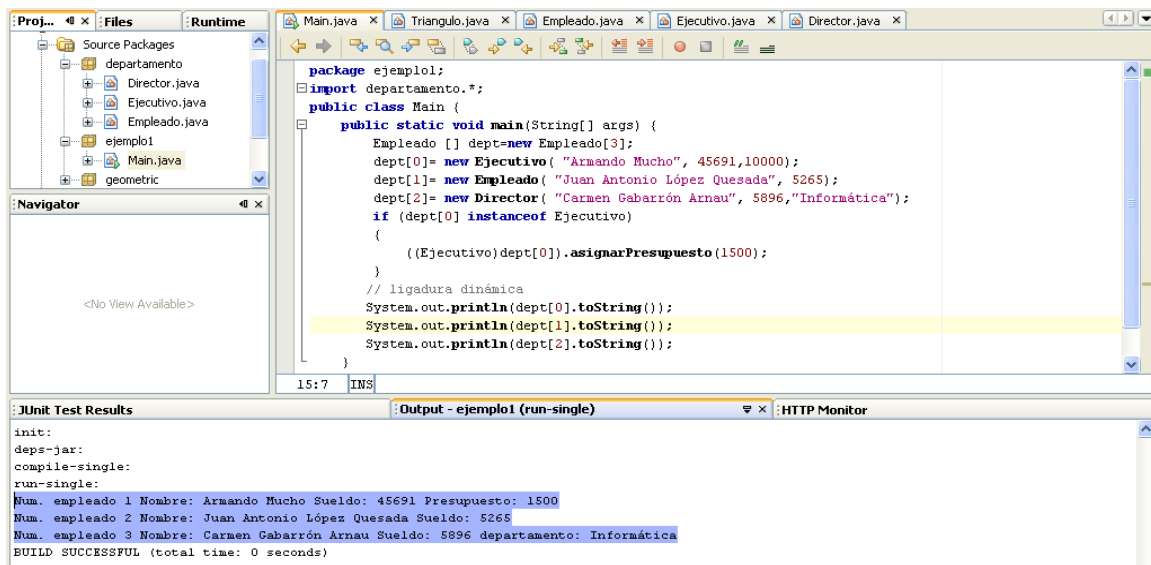 Proj... Files Runtime
Source Packages
departamento
Director.java
Ejecutivo.java
Empleado.java
ejemplo1
Main.java
geometric
Navigator
<No View Available>
Main.java Triangulo.java Empleado.java Ejecutivo.java Director.java
package ejemplo1;
import departamento.*;
public class Main {
public static void main(String[] args) {
Empleado [] dept=new Empleado[3];
dept[0]= new Ejecutivo( "Armando Mucho", 45691,10000);
dept[1]= new Empleado( "Juan Antonio López Quesada", 5265);
dept[2]= new Director( "Carmen Gabarrón Arnau", 5896,"Informática");
if (dept[0] instanceof Ejecutivo)
{
((Ejecutivo)dept[0]).asignarPresupuesto(1500);
}
// ligadura dinámica
System.out.println(dept[0].toString());
System.out.println(dept[1].toString());
System.out.println(dept[2].toString());
}
15:7 INS
JUnit Test Results Output - ejemplo1 (run-single) HTTP Monitor
init:
deps-jar:
compile-single:
run-single:
Num. empleado 1 Nombre: Armando Mucho Sueldo: 45691 Presupuesto: 1500
Num. empleado 2 Nombre: Juan Antonio López Quesada Sueldo: 5265
Num. empleado 3 Nombre: Carmen Gabarrón Arnau Sueldo: 5896 departamento: Informática
BUILD SUCCESSFUL (total time: 0 seconds)